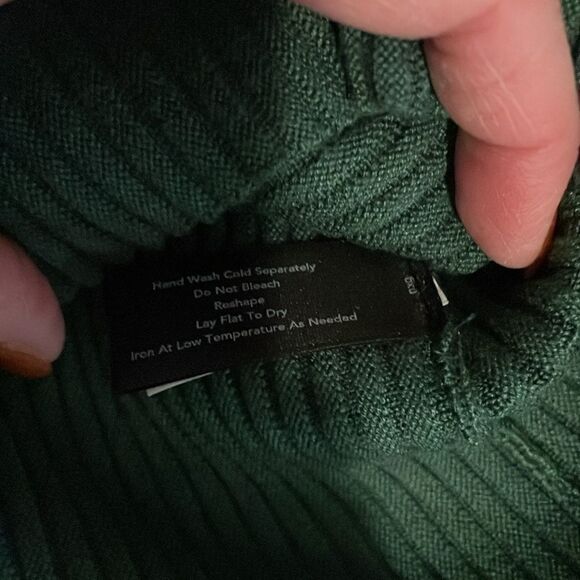 Hand Wash Cold Separately
Do Not Bleach
Reshape
Lay Flat To Dry
Iron At Low Temperature As Needed